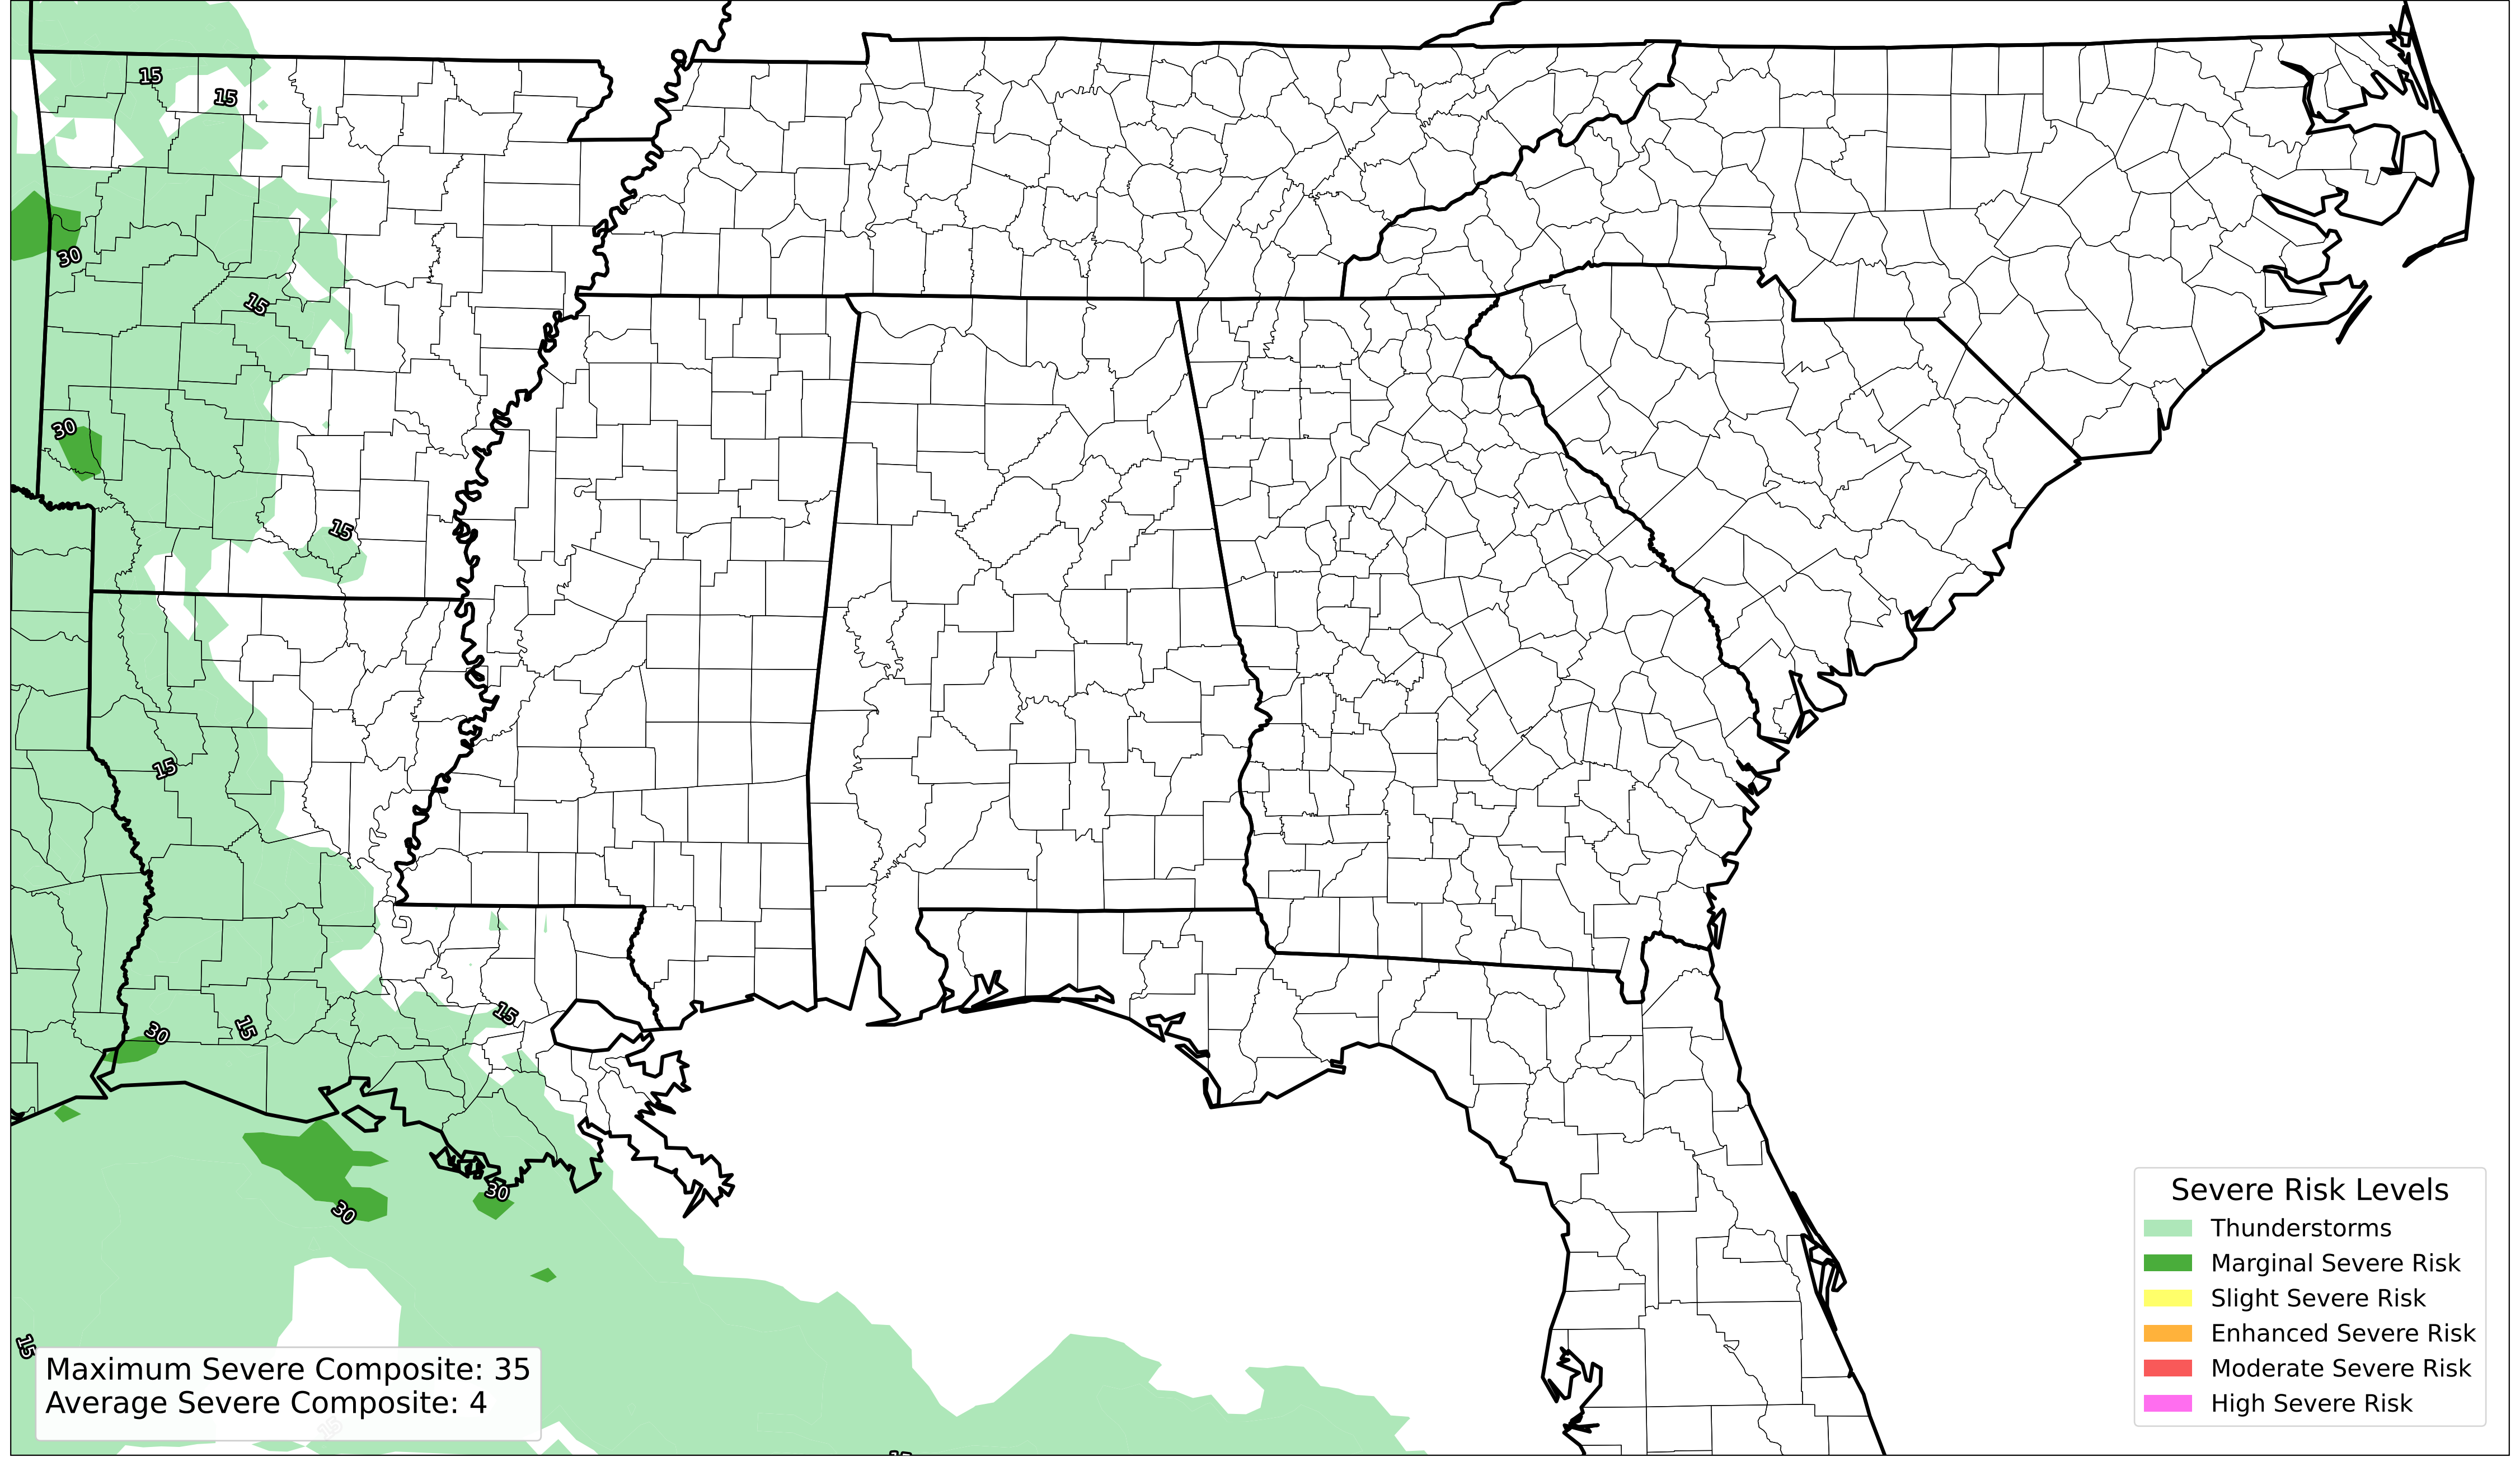 15
15
30
15
30
15
15
30
15
15
30
30
15
Maximum Severe Composite: 35
Average Severe Composite: 4
15
Severe Risk Levels
Thunderstorms
Marginal Severe Risk
Slight Severe Risk
Enhanced Severe Risk
Moderate Severe Risk
High Severe Risk